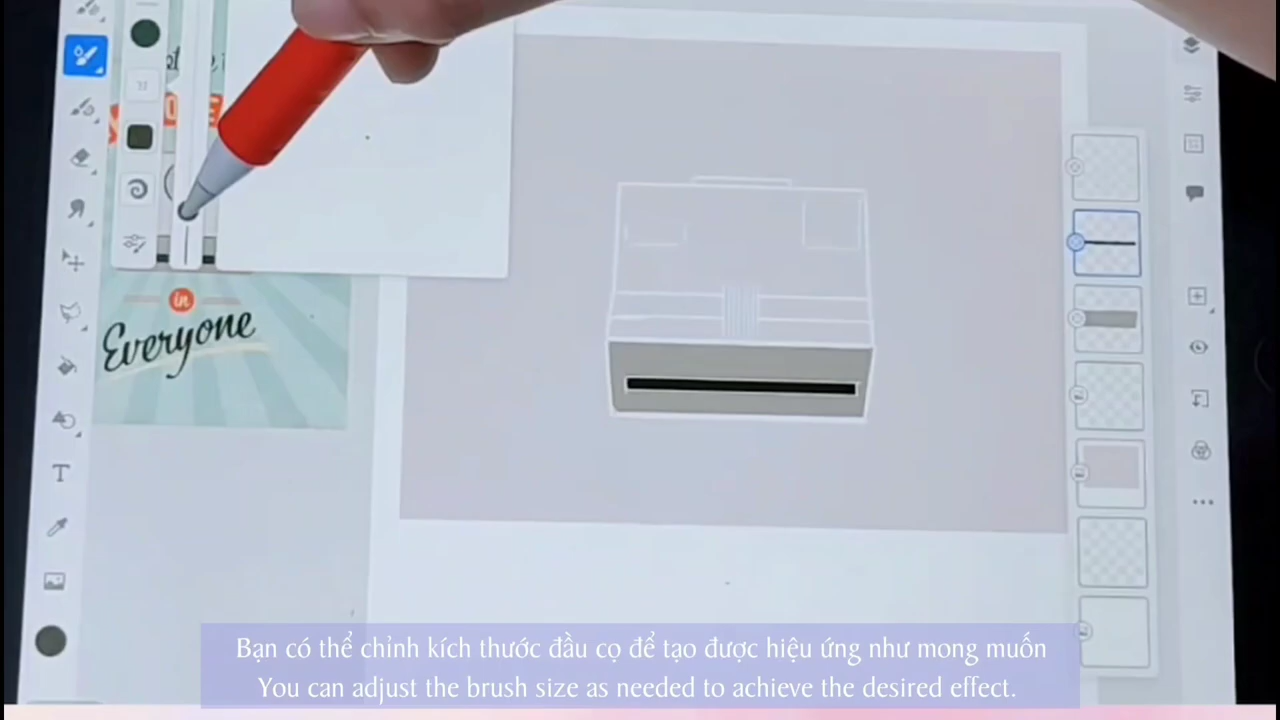 in
Everyone
T
Bạn có thể chỉnh kích thước đầu cọ để tạo được hiệu ứng như mong muốn
You can adjust the brush size as needed to achieve the desired effect.